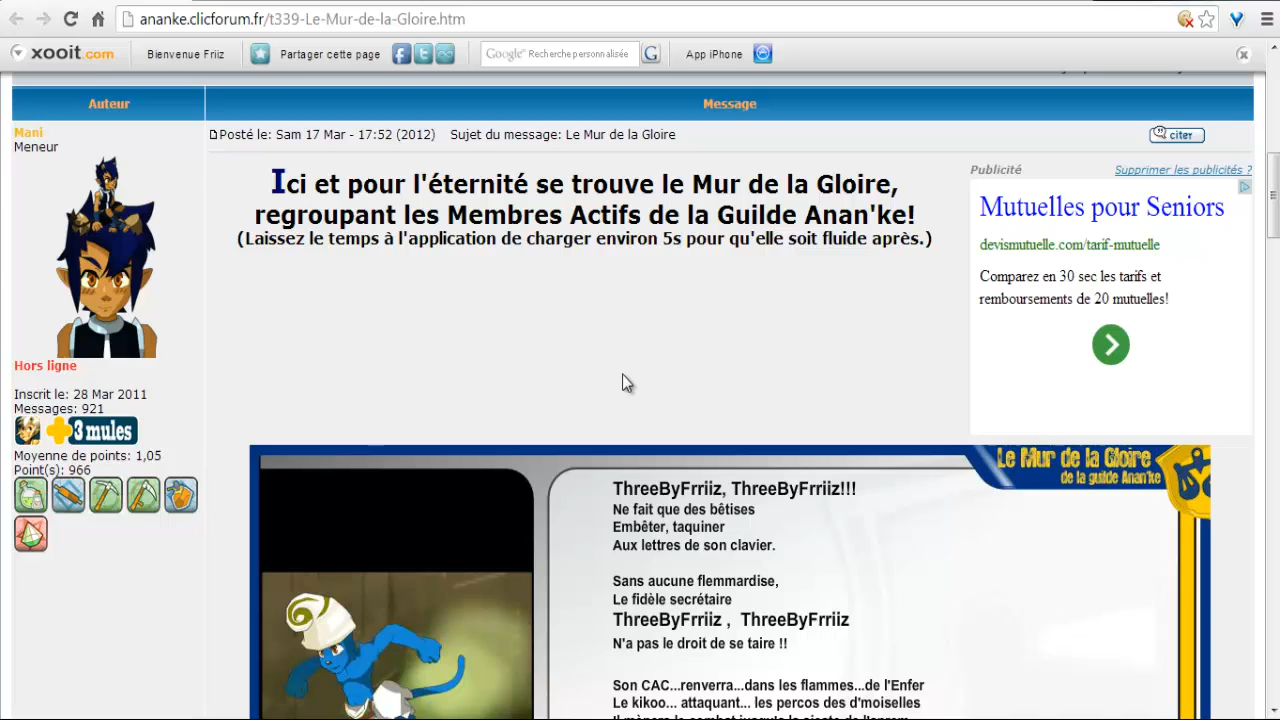 ananke.clicforum.fr/t339-Le-Mur-de-la-Gloire.htm
xooit.com
Bienvenue Friiz
Partager cette page
Google™ Recherche personnalisée
G
App iPhone
Auteur
Message
Mani
Meneur
Posté le: Sam 17 Mar - 17:52 (2012)
Sujet du message: Le Mur de la Gloire
citer
Ici et pour l'éternité se trouve le Mur de la Gloire,
regroupant les Membres Actifs de la Guilde Anan'ke!
(Laissez le temps à l'application de charger environ 5s pour qu'elle soit fluide après.)
Publicité
Supprimer les publicités ?
Mutuelles pour Seniors
devismutuelle.com/tarif-mutuelle
Comparez en 30 sec les tarifs et
remboursements de 20 mutuelles!
Hors ligne
Inscrit le: 28 Mar 2011
Messages: 921
3 mules
Moyenne de points: 1,05
Point(s): 966
Le Mur de la Gloire
de la guilde Anan'ke
ThreeByFrriiz, ThreeByFrriiz!!!
Ne fait que des bêtises
Embêter, taquiner
Aux lettres de son clavier.
Sans aucune flemmardise,
Le fidèle secrétaire
ThreeByFrriiz , ThreeByFrriiz
N'a pas le droit de se taire !!
Son CAC...renverra...dans les flammes...de l'Enfer
Le kikoo... attaquant... les percos des d'moiselles